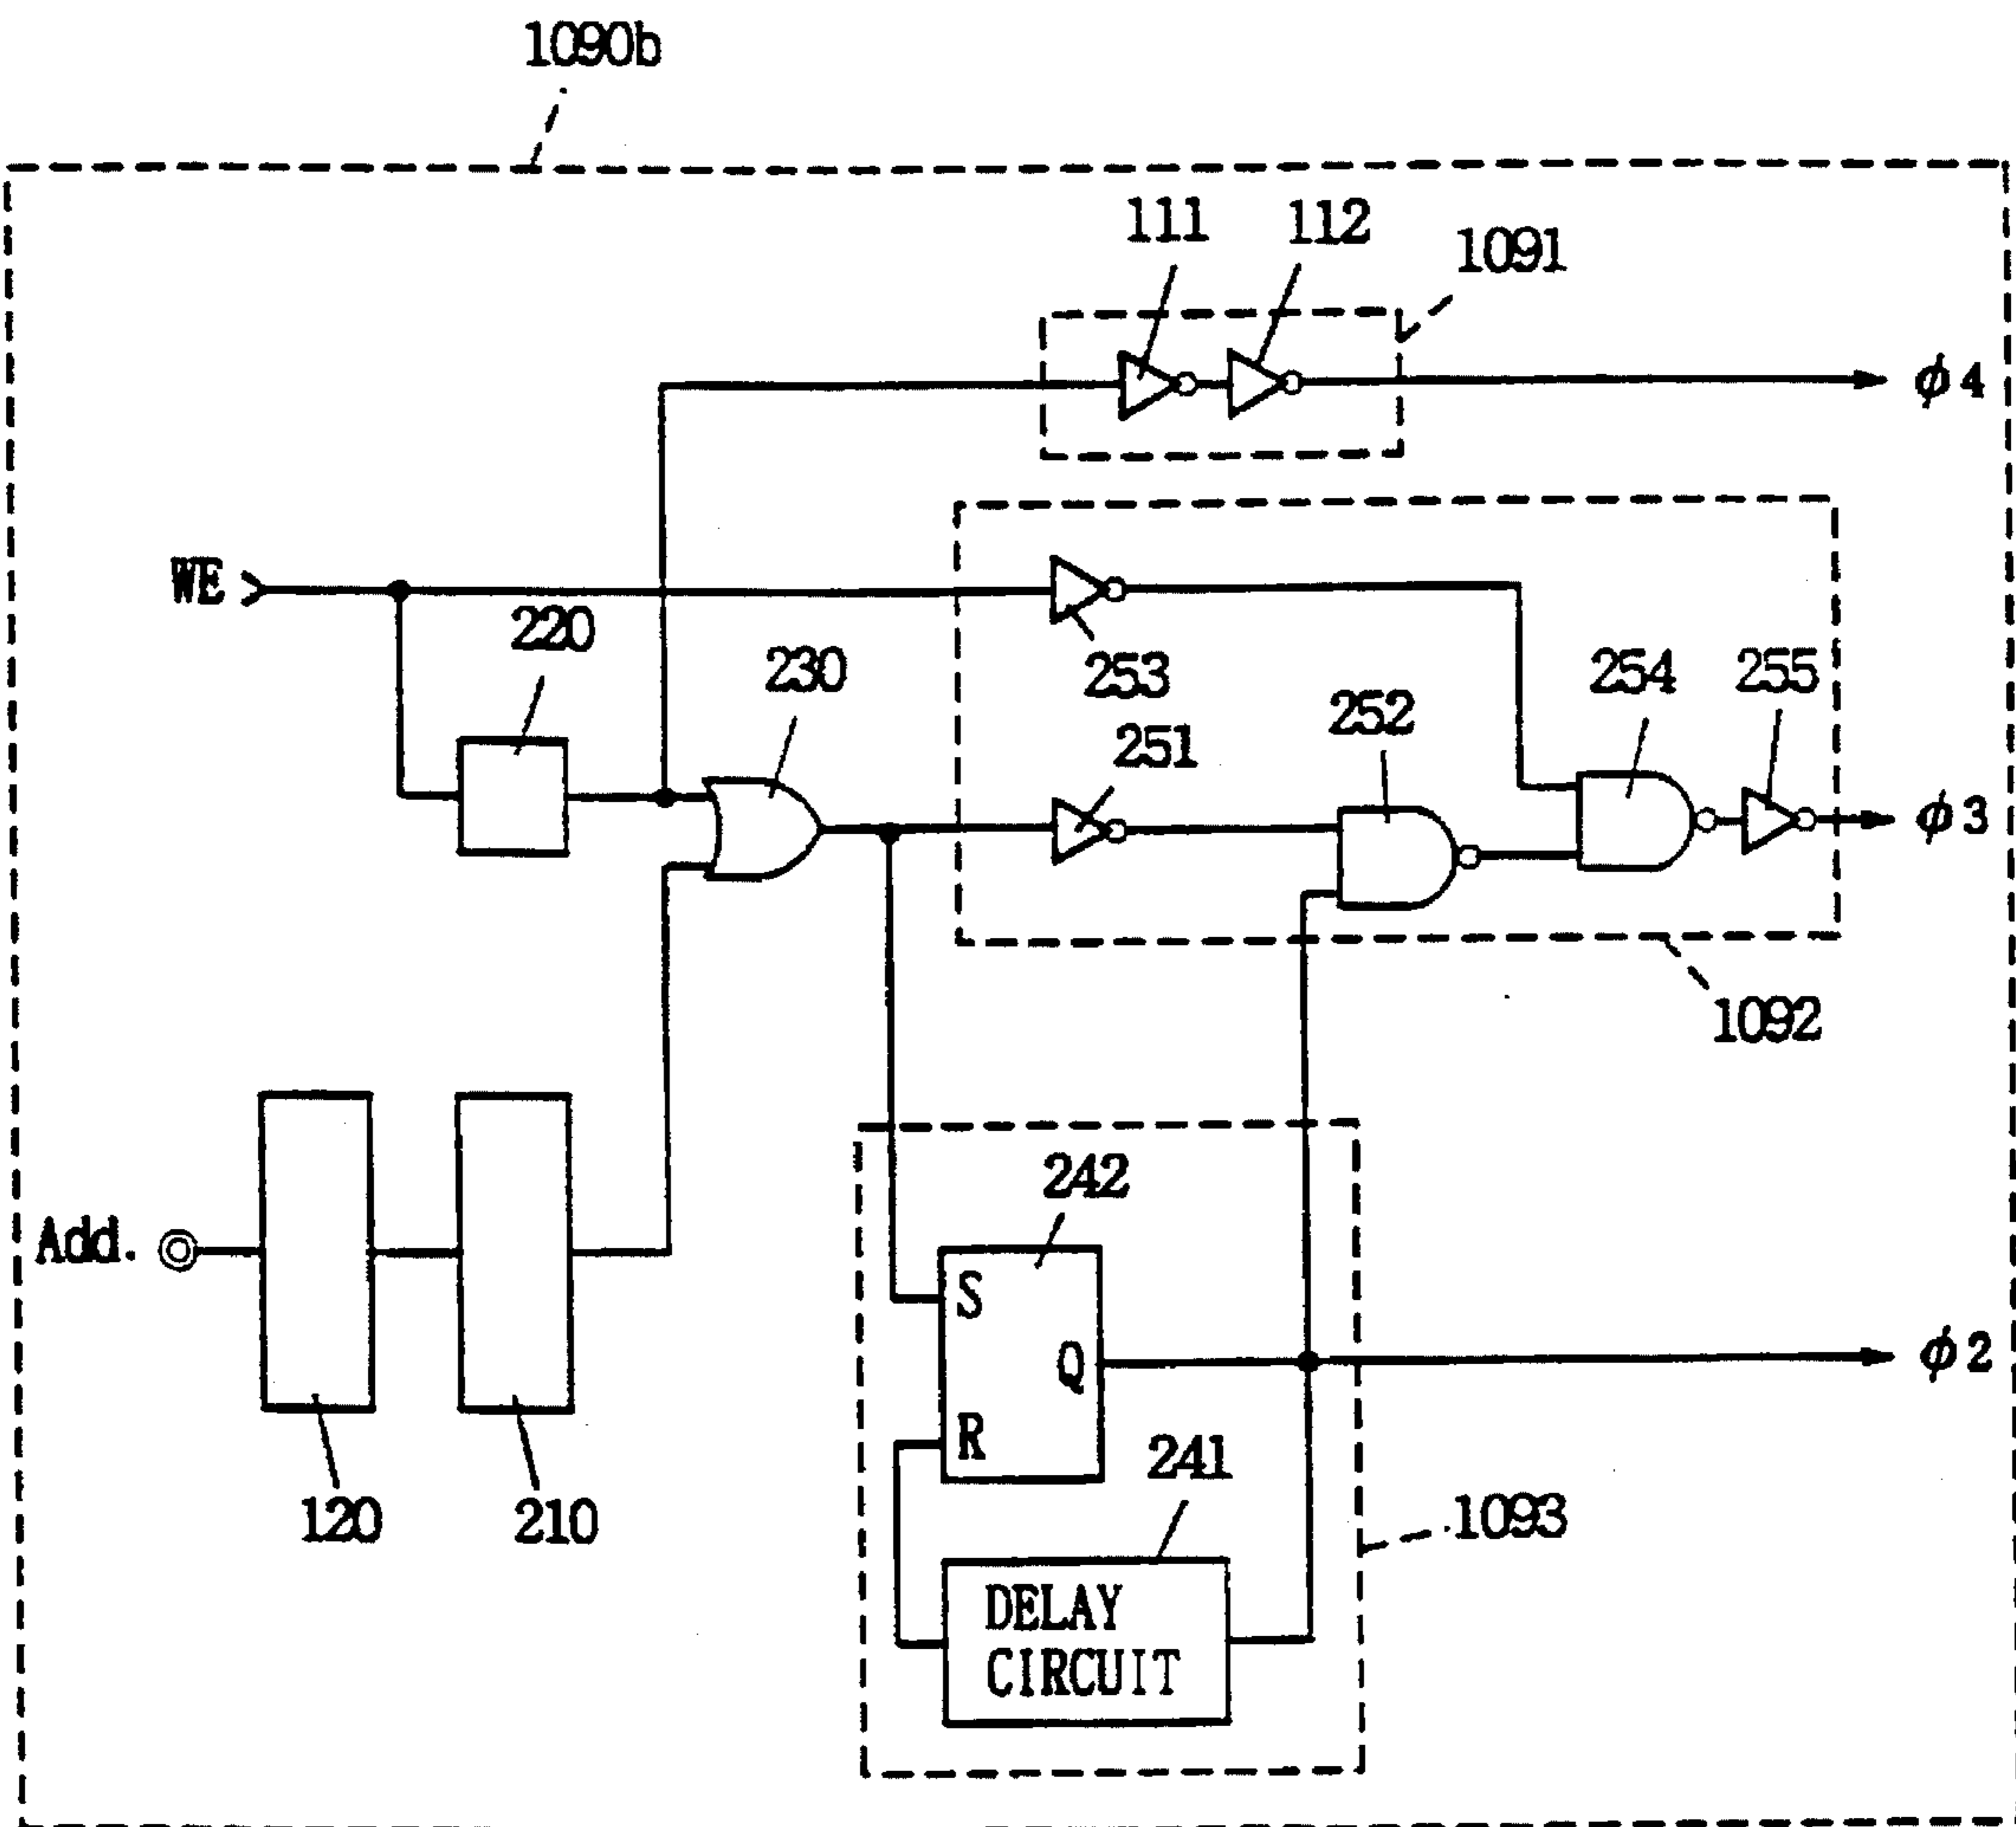 1090b
111
112
1091
ϕ4
WE
220
230
253
251
252
254
255
ϕ3
1092
242
Add.
S
Q
R
ϕ2
241
120
210
1093
DELAY
CIRCUIT